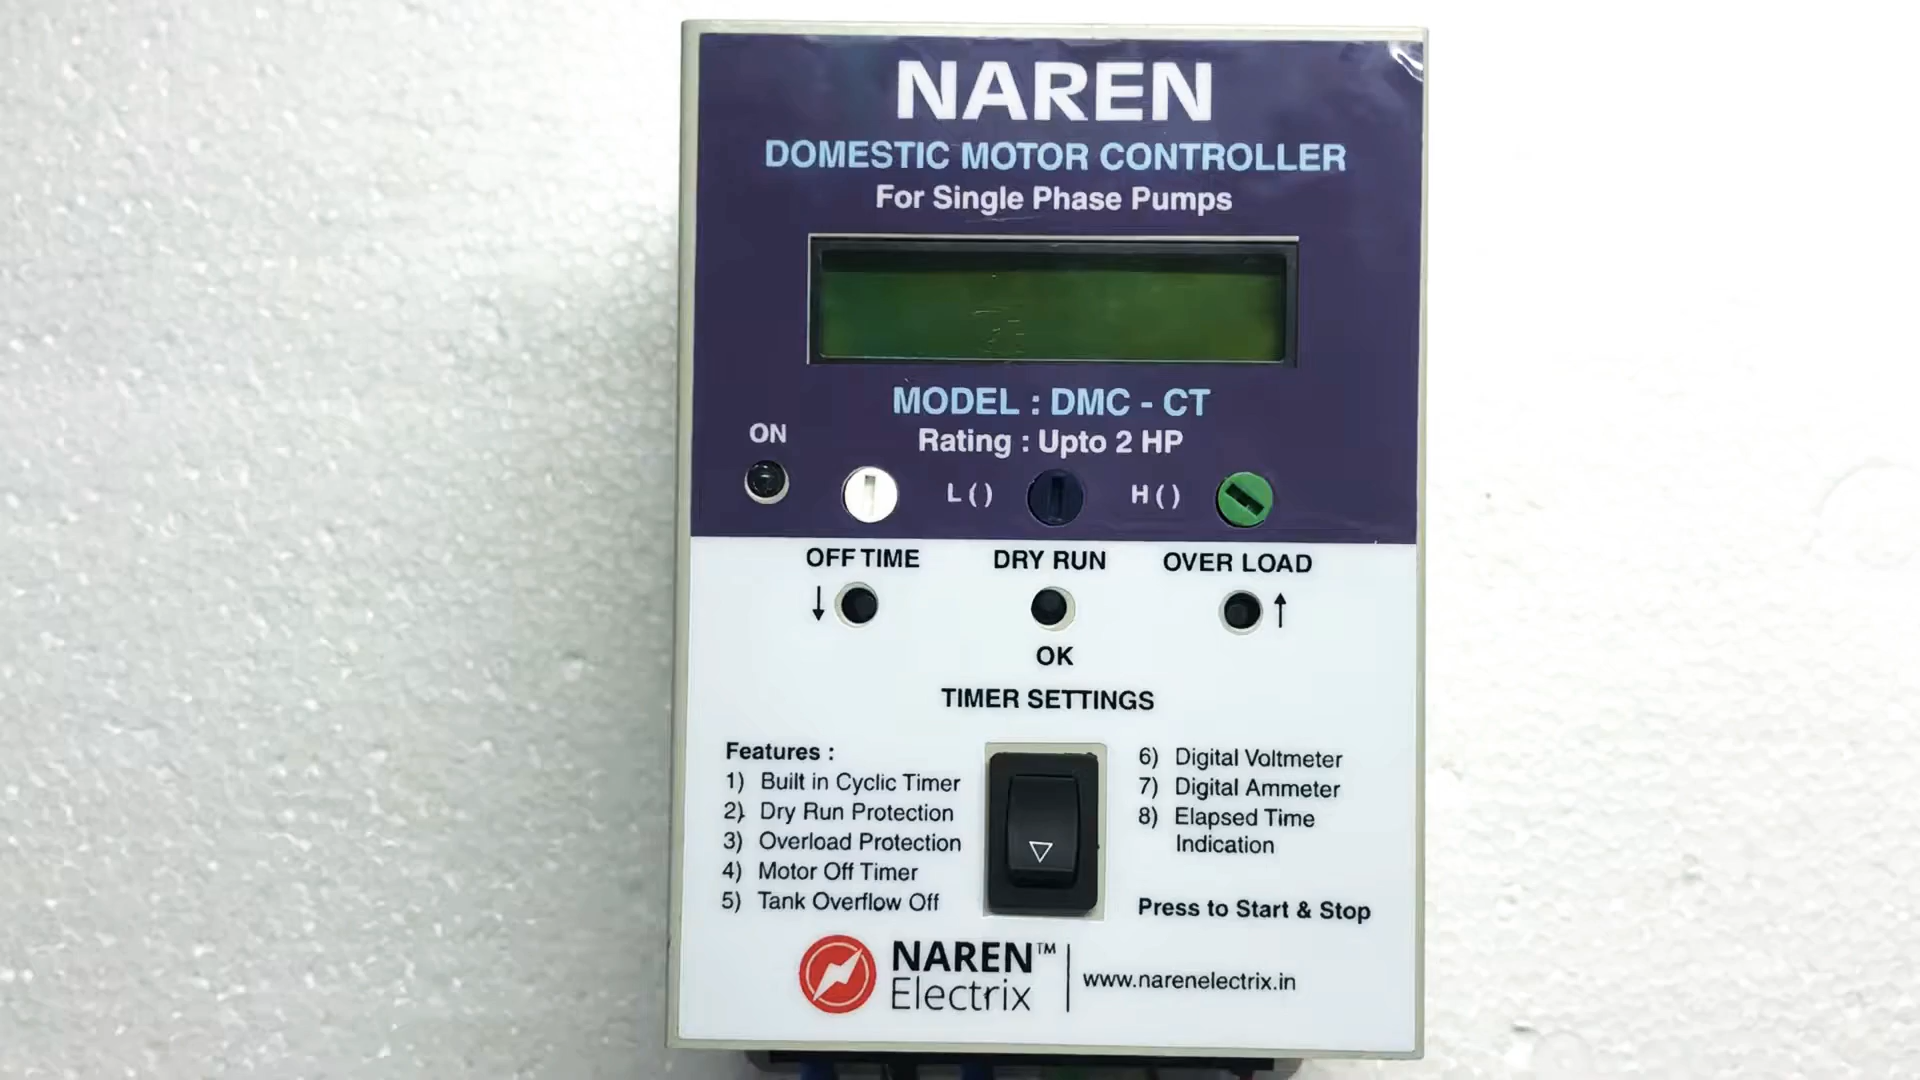 NAREN
DOMESTIC MOTOR CONTROLLER
For Single Phase Pumps
MODEL : DMC - CT
Rating : Upto 2 HP
ON
L ( )
H ( )
OFF TIME
DRY RUN
OVER LOAD
↓
↑
OK
TIMER SETTINGS
Features :
1) Built in Cyclic Timer
2) Dry Run Protection
3) Overload Protection
4) Motor Off Timer
5) Tank Overflow Off
6) Digital Voltmeter
7) Digital Ammeter
8) Elapsed Time
Indication
Press to Start & Stop
NAREN™
Electrix
www.narenelectrix.in